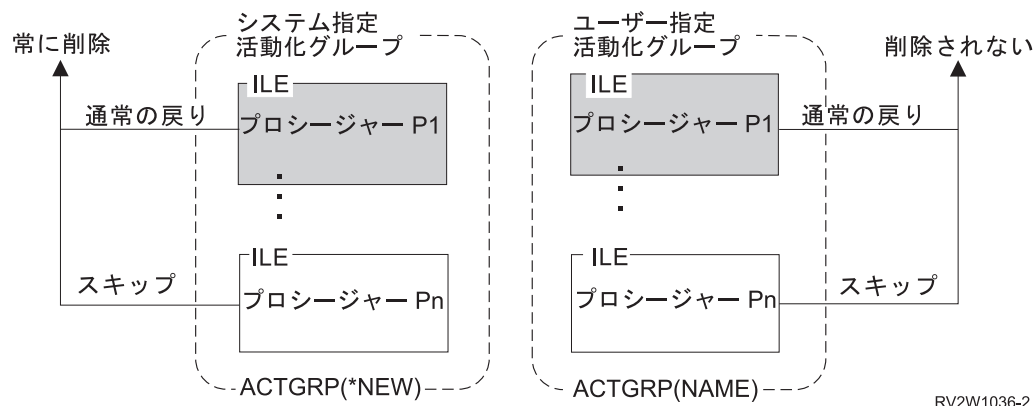 システム指定
活動化グループ
ユーザー指定
活動化グループ
常に削除
削除されない
ILE
プロシージャー P1
通常の戻り
ILE
プロシージャー P1
通常の戻り
ILE
プロシージャー Pn
スキップ
ILE
プロシージャー Pn
スキップ
ACTGRP(*NEW)
ACTGRP(NAME)
RV2W1036-2